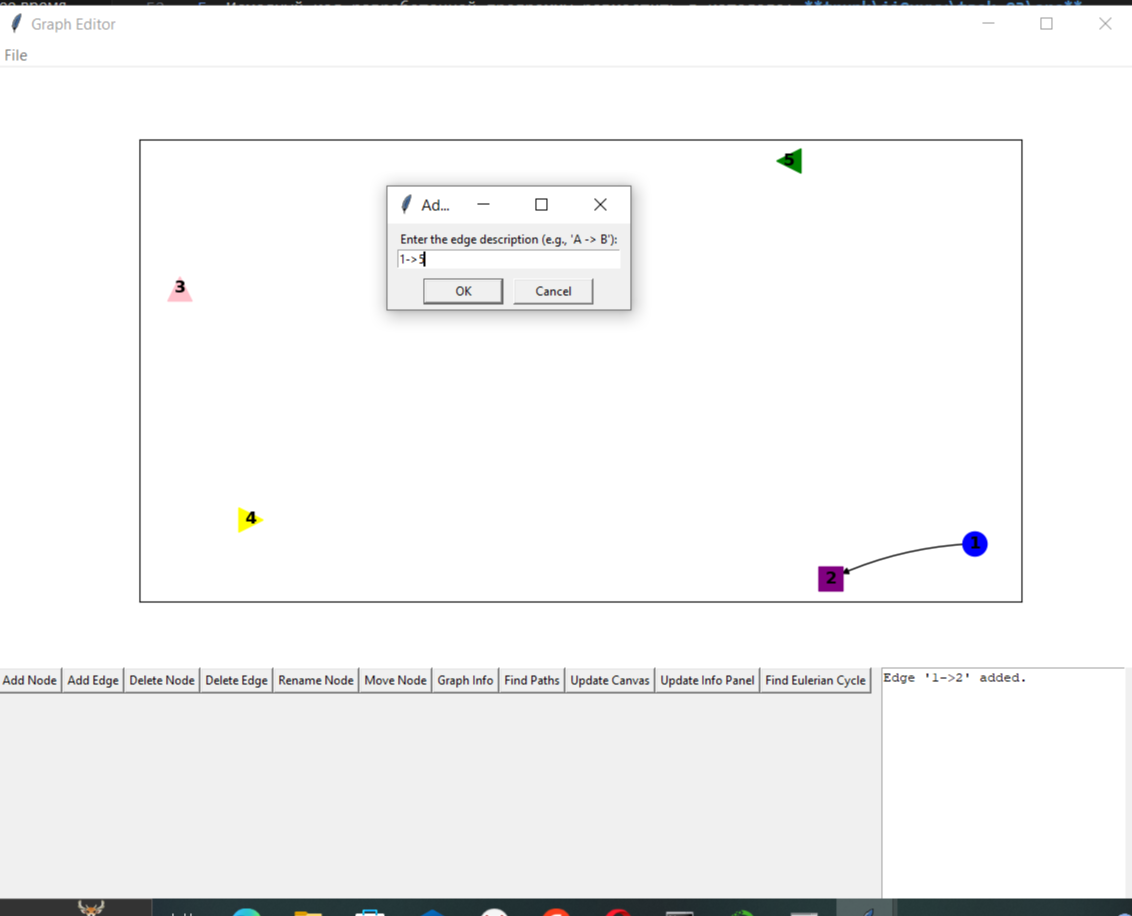 Graph Editor
File
5
Ad...
Enter the edge description (e.g., 'A -> B'):
1->5
OK Cancel
3
4
1
2
Add Node Add Edge Delete Node Delete Edge Rename Node Move Node Graph Info Find Paths Update Canvas Update Info Panel Find Eulerian Cycle
Edge '1->2' added.